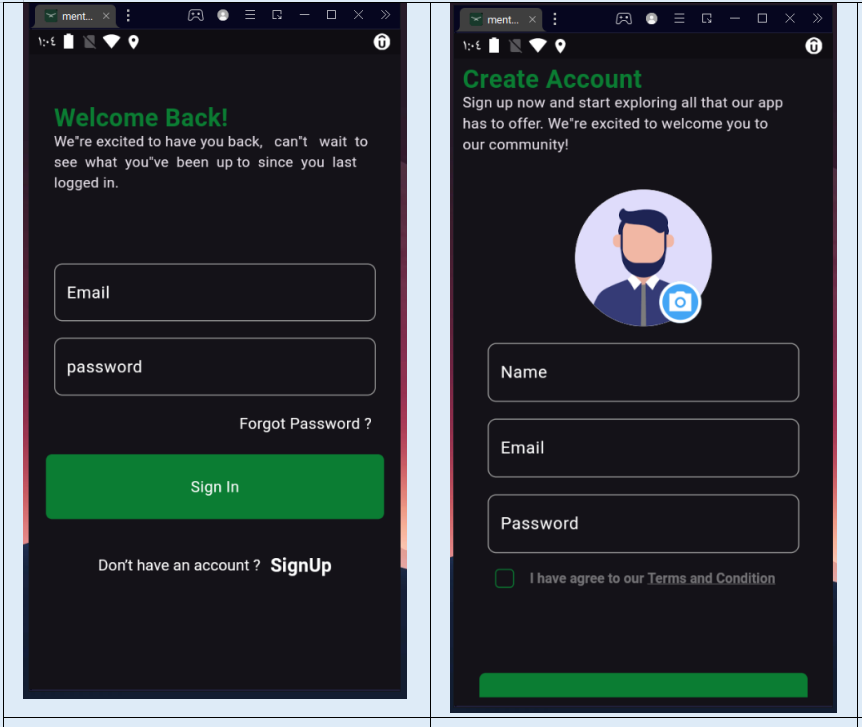 ment...
١:٠٤
Welcome Back!
We"re excited to have you back, can"t wait to
see what you"ve been up to since you last
logged in.
Email
password
Forgot Password ?
Sign In
Don't have an account ? SignUp
ment...
١:٠٤
Create Account
Sign up now and start exploring all that our app
has to offer. We"re excited to welcome you to
our community!
Name
Email
Password
I have agree to our Terms and Condition